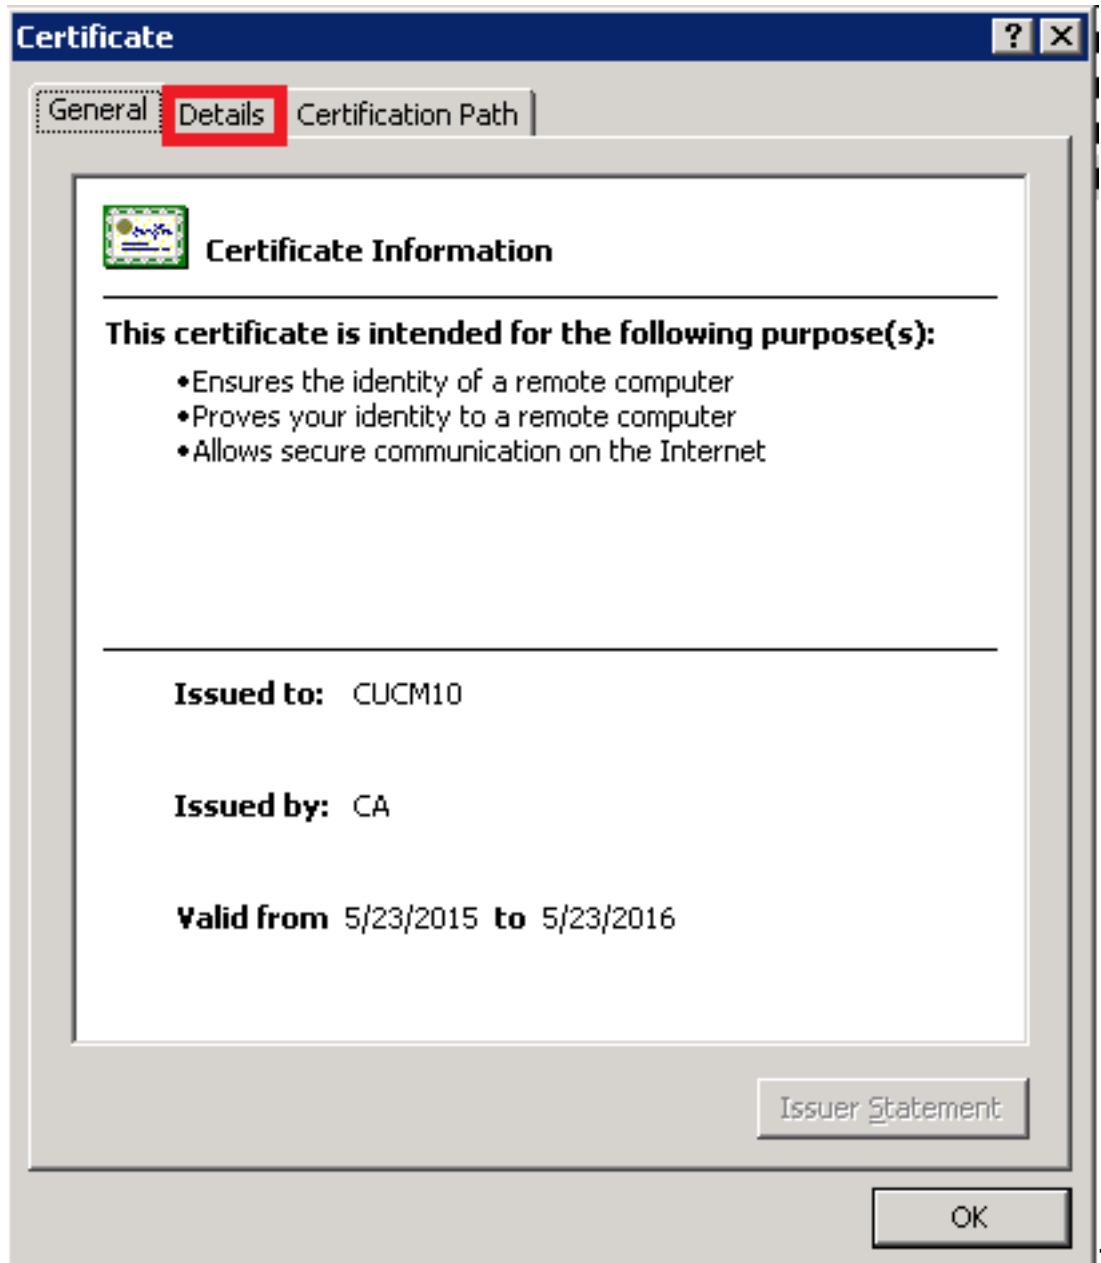 Certificate
General Details Certification Path
Certificate Information
This certificate is intended for the following purpose(s):
•Ensures the identity of a remote computer
•Proves your identity to a remote computer
•Allows secure communication on the Internet
Issued to: CUCM10
Issued by: CA
Valid from 5/23/2015 to 5/23/2016
Issuer Statement
OK